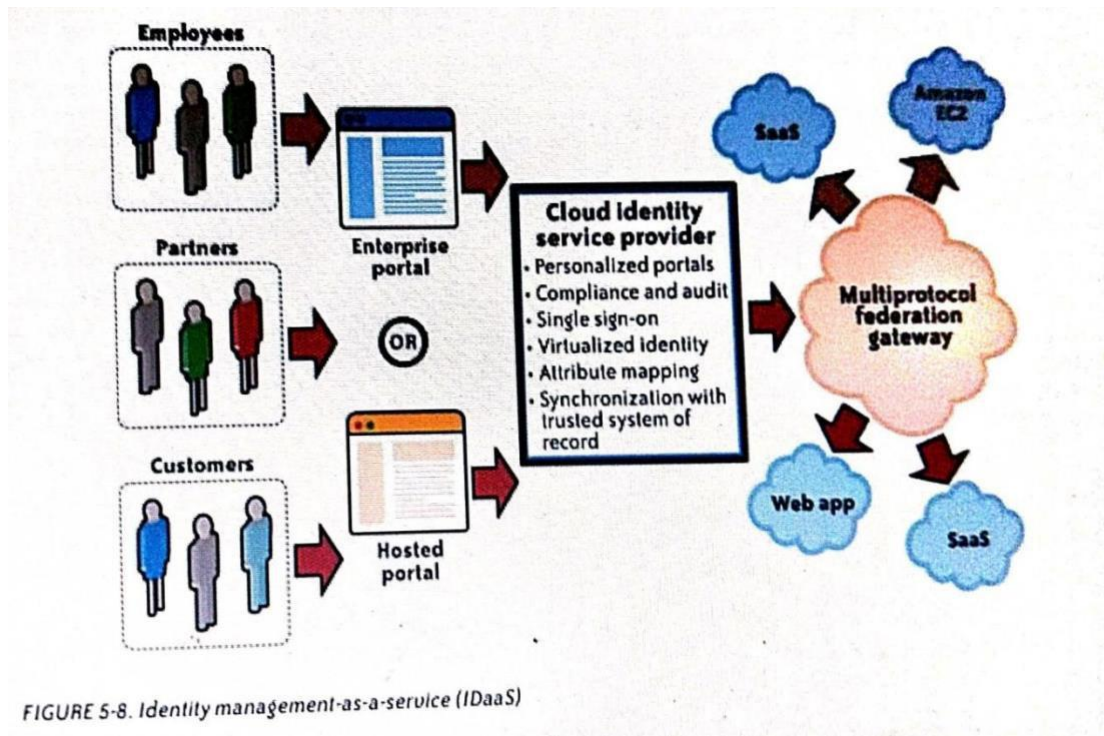 Employees
Partners
Customers
Enterprise
portal
OR
Hosted
portal
Cloud identity
service provider
• Personalized portals
• Compliance and audit
• Single sign-on
• Virtualized identity
• Attribute mapping
• Synchronization with
trusted system of
record
SaaS
Amazon
EC2
Multiprotocol
federation
gateway
Web app
SaaS
FIGURE 5-8. Identity management-as-a-service (IDaaS)